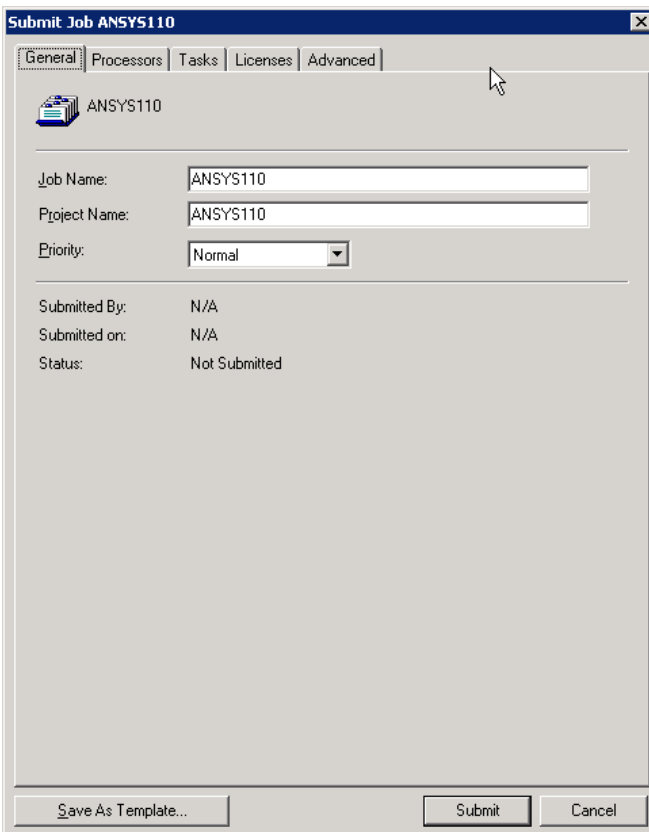 Submit Job ANSYS110
General Processors Tasks Licenses Advanced
ANSYS110
Job Name: ANSYS110
Project Name: ANSYS110
Priority: Normal
Submitted By: N/A
Submitted on: N/A
Status: Not Submitted
Save As Template... Submit Cancel